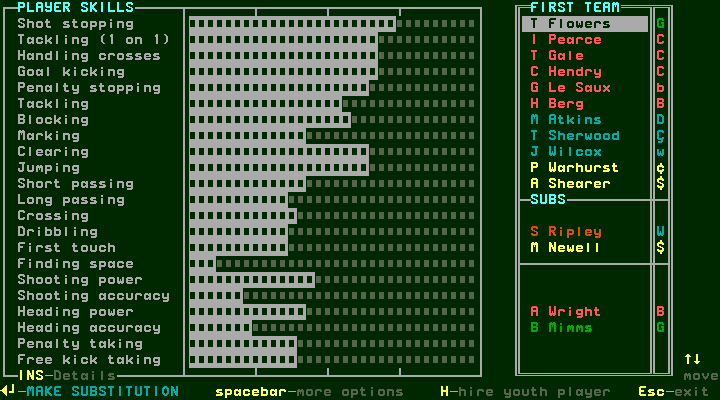 PLAYER SKILLS
Shot stopping
Tackling (1 on 1)
Handling crosses
Goal kicking
Penalty stopping
Tackling
Blocking
Marking
Clearing
Jumping
Short passing
Long passing
Crossing
Dribbling
First touch
Finding space
Shooting power
Shooting accuracy
Heading power
Heading accuracy
Penalty taking
Free kick taking
INS-Details
FIRST TEAM
T Flowers G
I Pearce C
T Gale C
C Hendry C
G Le Saux b
H Berg B
M Atkins D
T Sherwood Ç
J Wilcox w
P Warhurst ¢
A Shearer $
SUBS
S Ripley W
M Newell $
A Wright B
B Mimms G
↑↓
move
↵-MAKE SUBSTITUTION spacebar-more options H-hire youth player Esc-exit